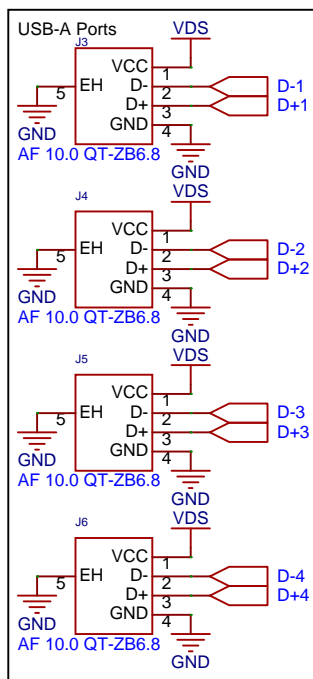 USB-A Ports
VDS
J3
VCC 1
5 EH D- 2 D-1
D+ 3 D+1
GND 4
GND
AF 10.0 QT-ZB6.8
GND
VDS
J4
VCC 1
5 EH D- 2 D-2
D+ 3 D+2
GND 4
GND
AF 10.0 QT-ZB6.8
GND
VDS
J5
VCC 1
5 EH D- 2 D-3
D+ 3 D+3
GND 4
GND
AF 10.0 QT-ZB6.8
GND
VDS
J6
VCC 1
5 EH D- 2 D-4
D+ 3 D+4
GND 4
GND
AF 10.0 QT-ZB6.8
GND